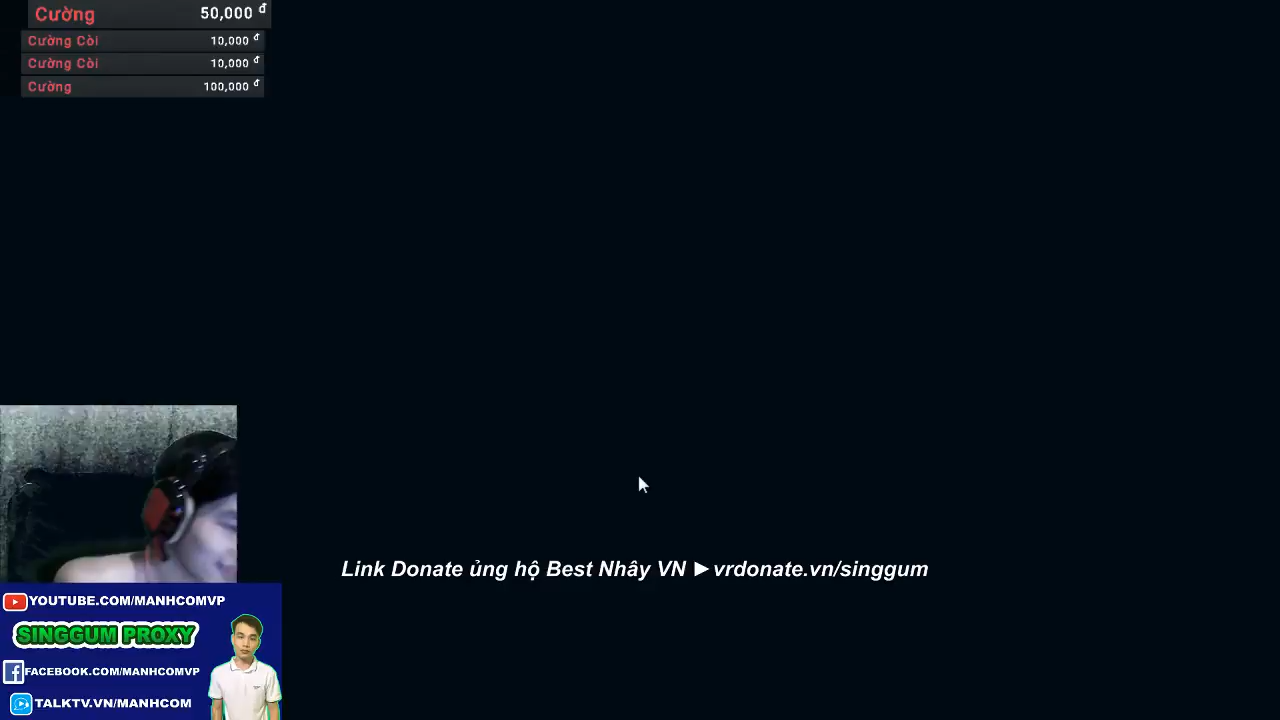 Cường 50,000 đ
Cường Còi 10,000 đ
Cường Còi 10,000 đ
Cường 100,000 đ
Link Donate ủng hộ Best Nhây VN ►vrdonate.vn/singgum
YOUTUBE.COM/MANHCOMVP
SINGGUM PROXY
FACEBOOK.COM/MANHCOMVP
TALKTV.VN/MANHCOM